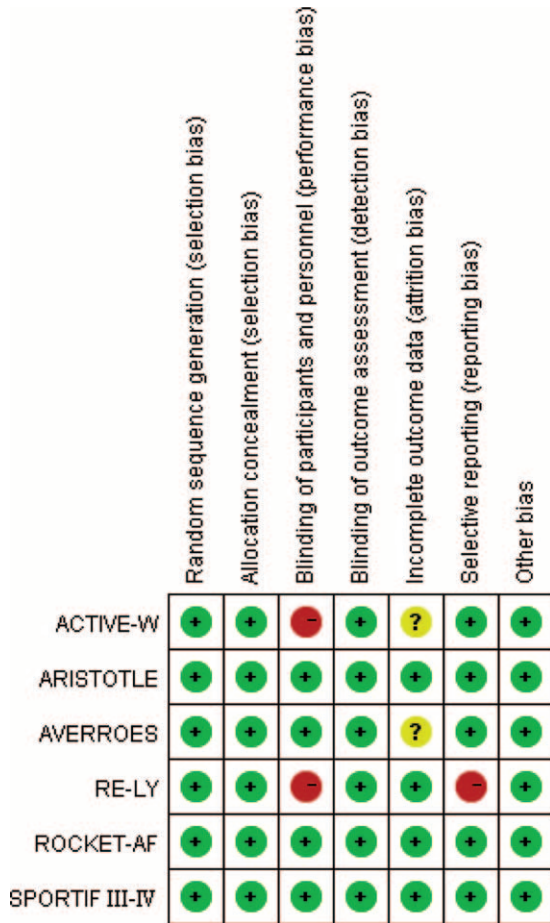 Random sequence generation (selection bias)
Allocation concealment (selection bias)
Blinding of participants and personnel (performance bias)
Blinding of outcome assessment (detection bias)
Incomplete outcome data (attrition bias)
Selective reporting (reporting bias)
Other bias
ACTIVE-W + + - + ? + +
ARISTOTLE + + + + + + +
AVERROES + + + + ? + +
RE-LY + + - + + - +
ROCKET-AF + + + + + + +
SPORTIF III-IV + + + + + + +